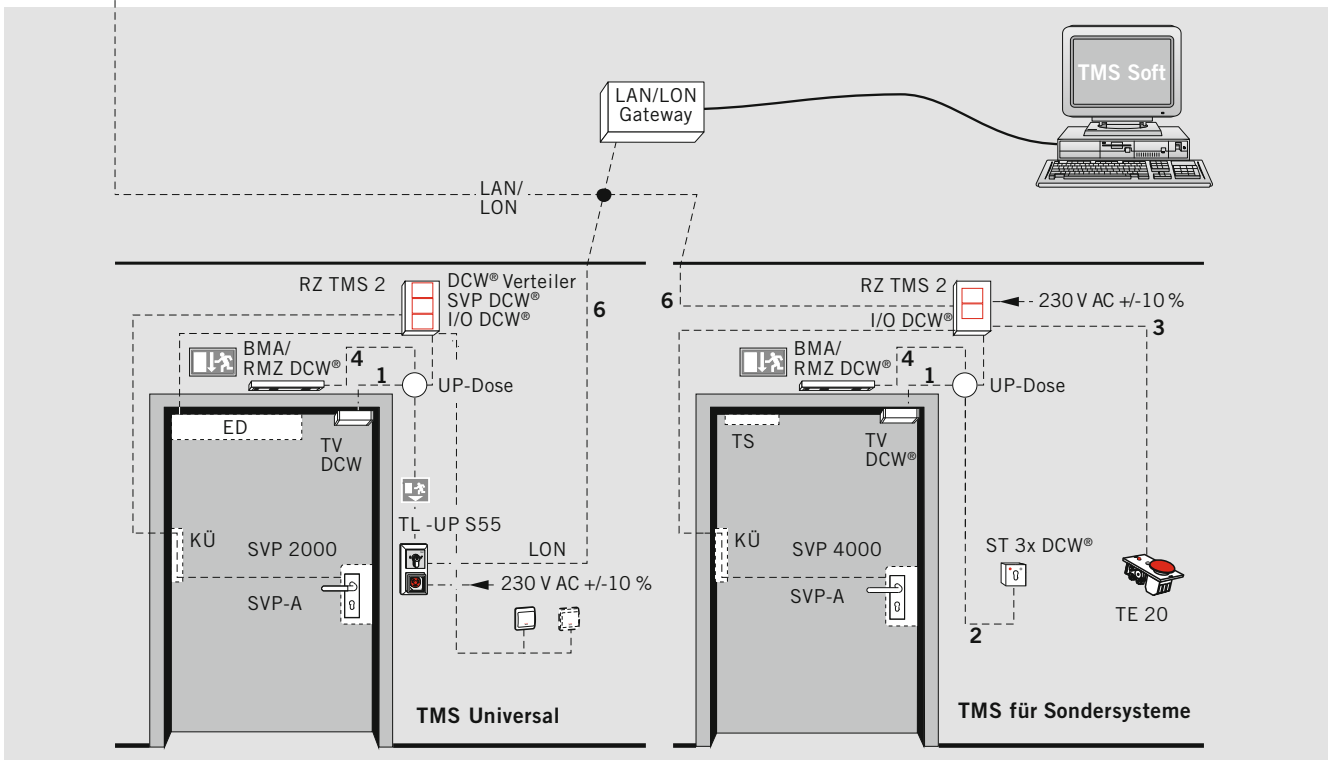 TMS Soft
LAN/LON
Gateway
LAN/
LON
RZ TMS 2
DCW® Verteiler
SVP DCW®
I/O DCW®
6
BMA/
RMZ DCW®
4
1
UP-Dose
ED
TV
DCW
TL -UP S55
KÜ
SVP 2000
SVP-A
LON
230 V AC +/-10 %
TMS Universal
6
RZ TMS 2
I/O DCW®
230 V AC +/-10 %
3
BMA/
RMZ DCW®
4
1
UP-Dose
TS
TV
DCW®
KÜ
SVP 4000
SVP-A
ST 3x DCW®
TE 20
2
TMS für Sondersysteme